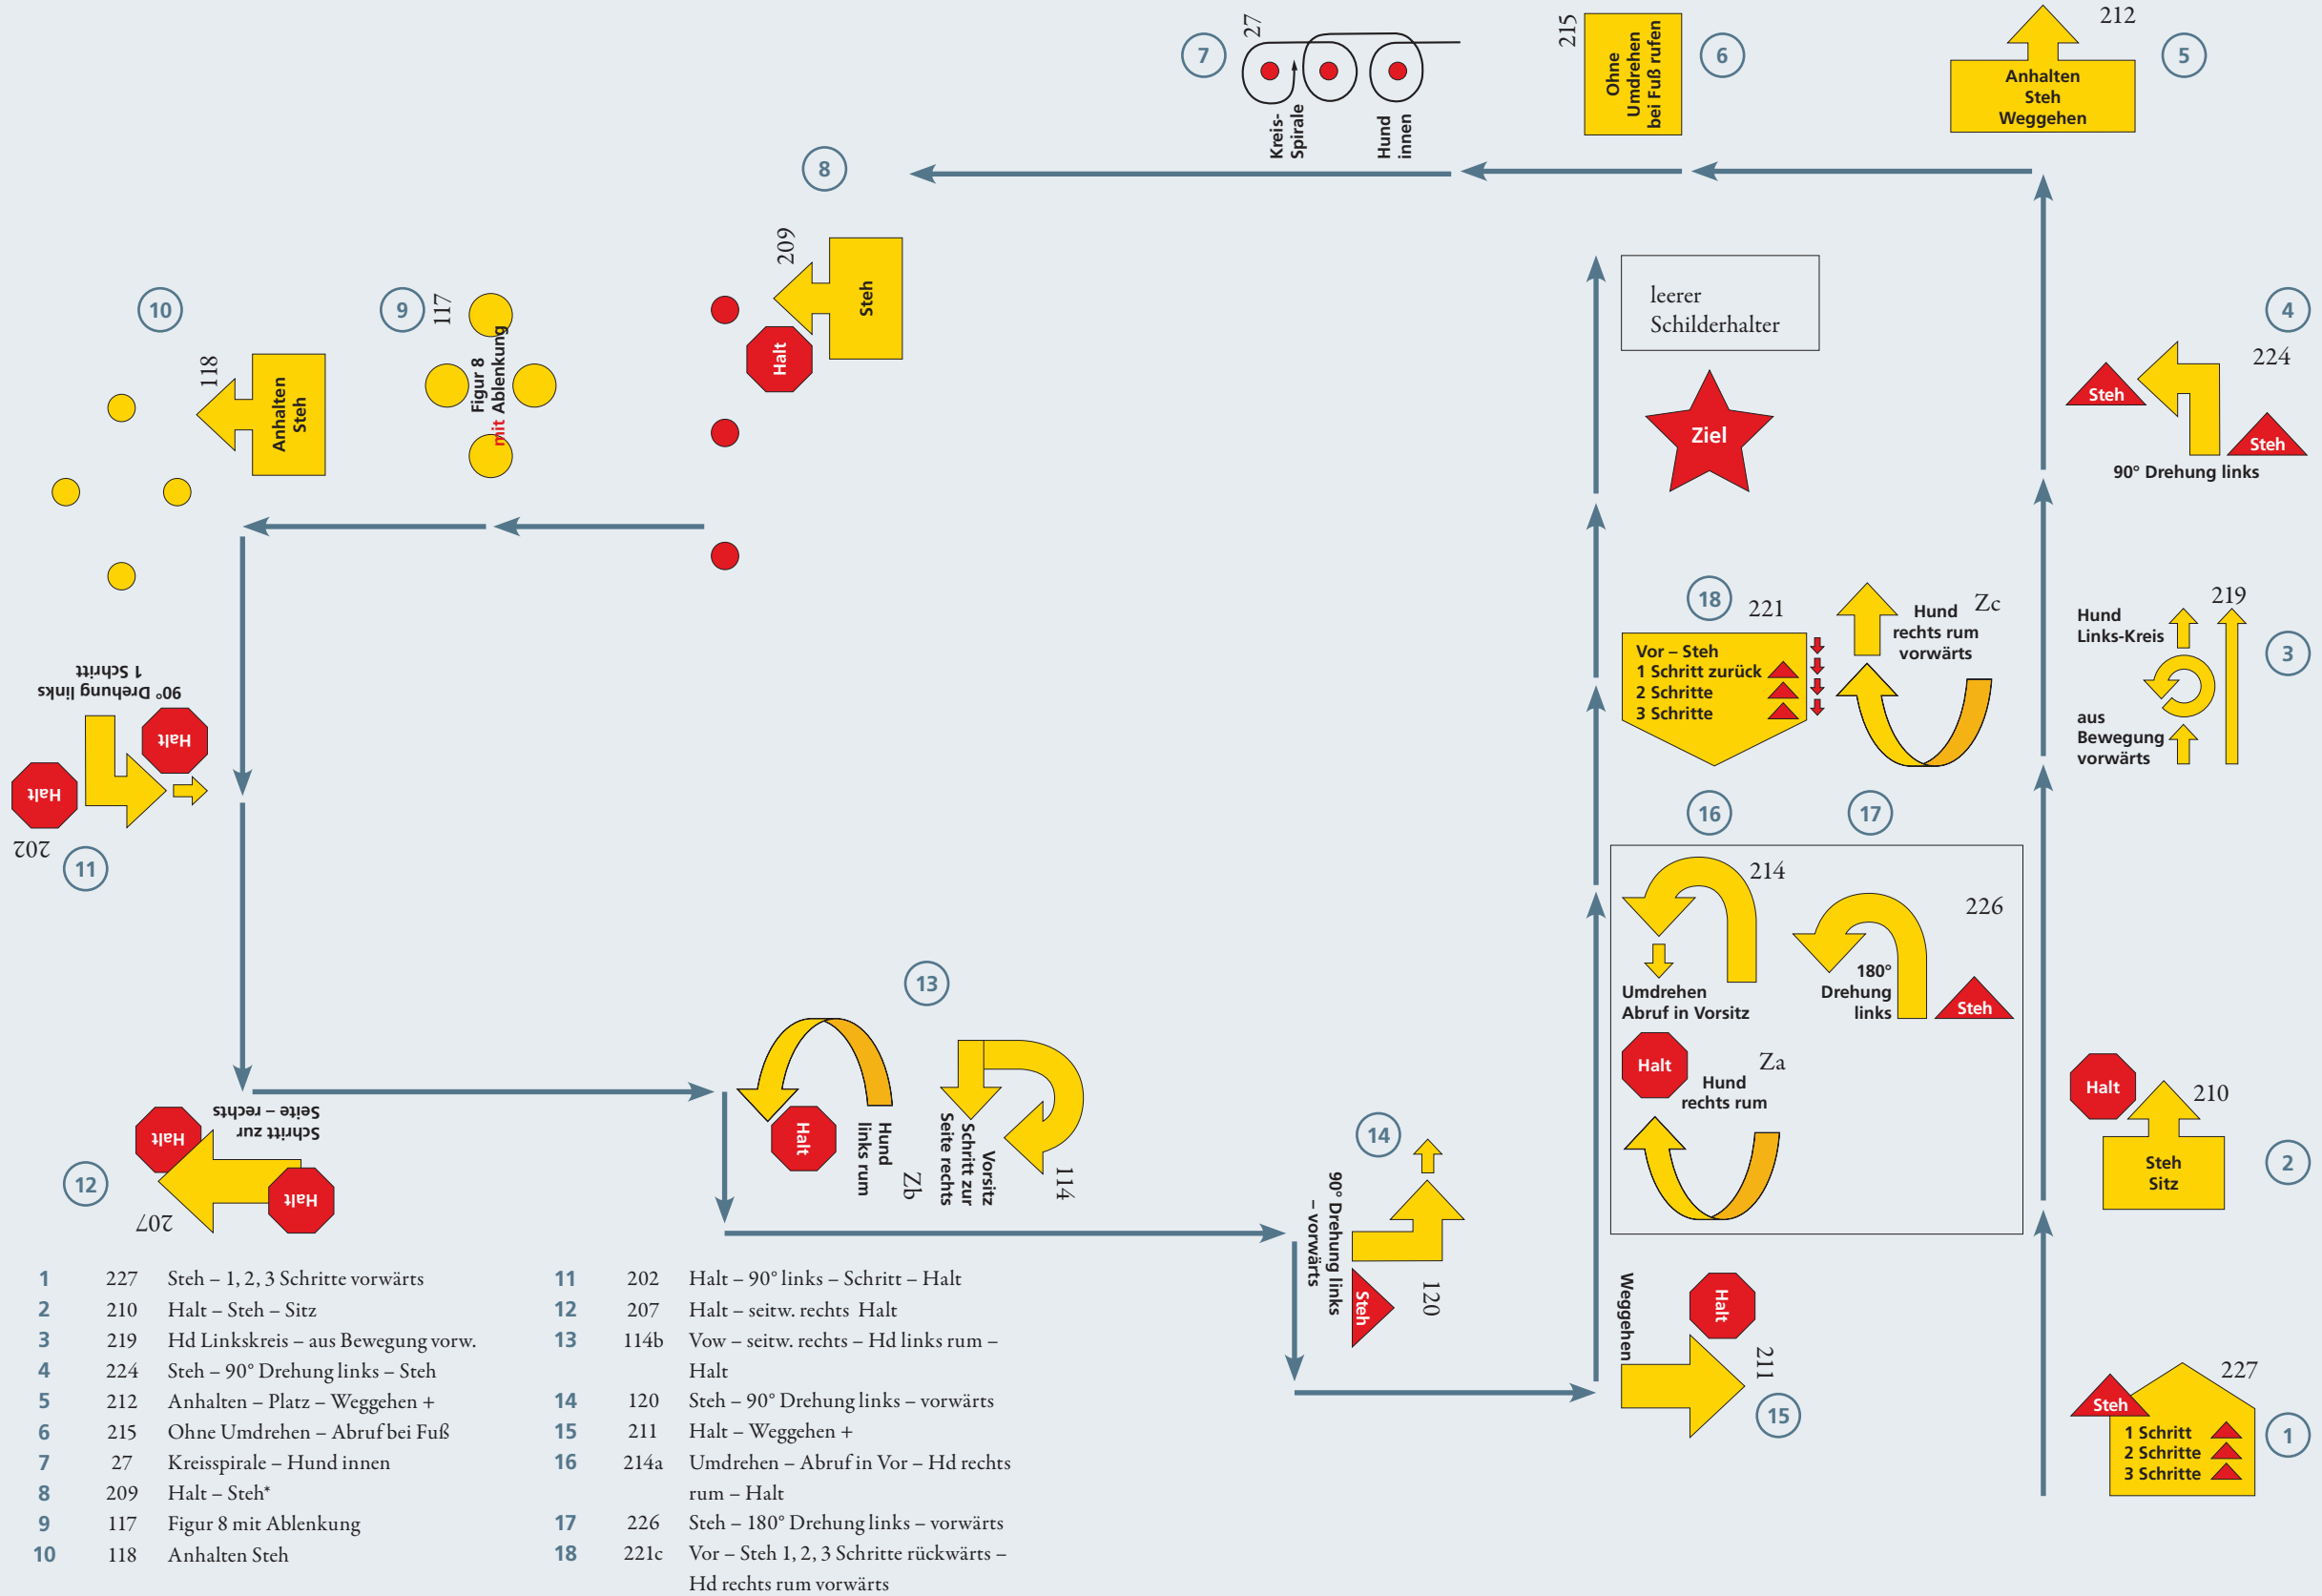 7
27
Kreis-
Spirale
Hund
innen
215
Ohne
Umdrehen
bei Fuß rufen
6
212
5
Anhalten
Steh
Weggehen
8
209
Steh
Halt
9
117
Figur 8
mit Ablenkung
10
118
Anhalten
Steh
leerer
Schilderhalter
Ziel
4
224
Steh
Steh
90° Drehung links
18
221
Vor – Steh
1 Schritt zurück
2 Schritte
3 Schritte
Hund
rechts rum
vorwärts
Zc
Hund
Links-Kreis
219
3
aus
Bewegung
vorwärts
90° Drehung links
1 Schritt
Halt
Halt
202
11
16
17
214
Umdrehen
Abruf in Vorsitz
226
180°
Drehung
links
Steh
Halt
Za
Hund
rechts rum
13
Halt
Hund
links rum
Zb
Vorsitz
Schritt zur
Seite rechts
114
Halt
210
Steh
Sitz
2
Schritt zur
Seite – rechts
Halt
Halt
12
207
14
90° Drehung links
– vorwärts
Steh
120
Weggehen
Halt
211
15
227
Steh
1 Schritt
2 Schritte
3 Schritte
1
1 227 Steh – 1, 2, 3 Schritte vorwärts
2 210 Halt – Steh – Sitz
3 219 Hd Linkskreis – aus Bewegung vorw.
4 224 Steh – 90° Drehung links – Steh
5 212 Anhalten – Platz – Weggehen +
6 215 Ohne Umdrehen – Abruf bei Fuß
7 27 Kreisspirale – Hund innen
8 209 Halt – Steh*
9 117 Figur 8 mit Ablenkung
10 118 Anhalten Steh
11 202 Halt – 90° links – Schritt – Halt
12 207 Halt – seitw. rechts Halt
13 114b Vow – seitw. rechts – Hd links rum –
Halt
14 120 Steh – 90° Drehung links – vorwärts
15 211 Halt – Weggehen +
16 214a Umdrehen – Abruf in Vor – Hd rechts
rum – Halt
17 226 Steh – 180° Drehung links – vorwärts
18 221c Vor – Steh 1, 2, 3 Schritte rückwärts –
Hd rechts rum vorwärts